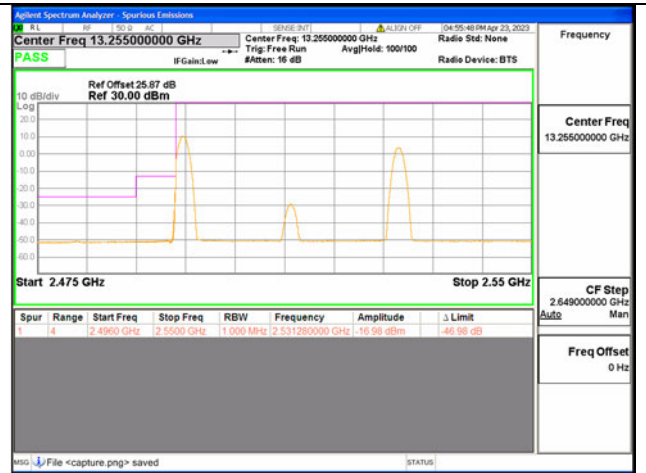 Agilent Spectrum Analyzer - Spurious Emissions
RL RF 50 Ω AC SENSE:INT ALIGN OFF 04:55:48 PM Apr 23, 2023
Center Freq 13.255000000 GHz
Center Freq: 13.255000000 GHz
Radio Std: None
Trig: Free Run Avg|Hold: 100/100
PASS IFGain:Low #Atten: 16 dB Radio Device: BTS
Ref Offset 25.87 dB
10 dB/div Ref 30.00 dBm
Log
20.0
10.0
0.00
-10.0
-20.0
-30.0
-40.0
-50.0
-60.0
Start 2.475 GHz Stop 2.55 GHz
Spur Range Start Freq Stop Freq RBW Frequency Amplitude Δ Limit
1 4 2.4960 GHz 2.5500 GHz 1.000 MHz 2.531280000 GHz -16.98 dBm -46.98 dB
MSG File <capture.png> saved STATUS
Frequency
Center Freq
13.255000000 GHz
CF Step
2.649000000 GHz
Auto Man
Freq Offset
0 Hz